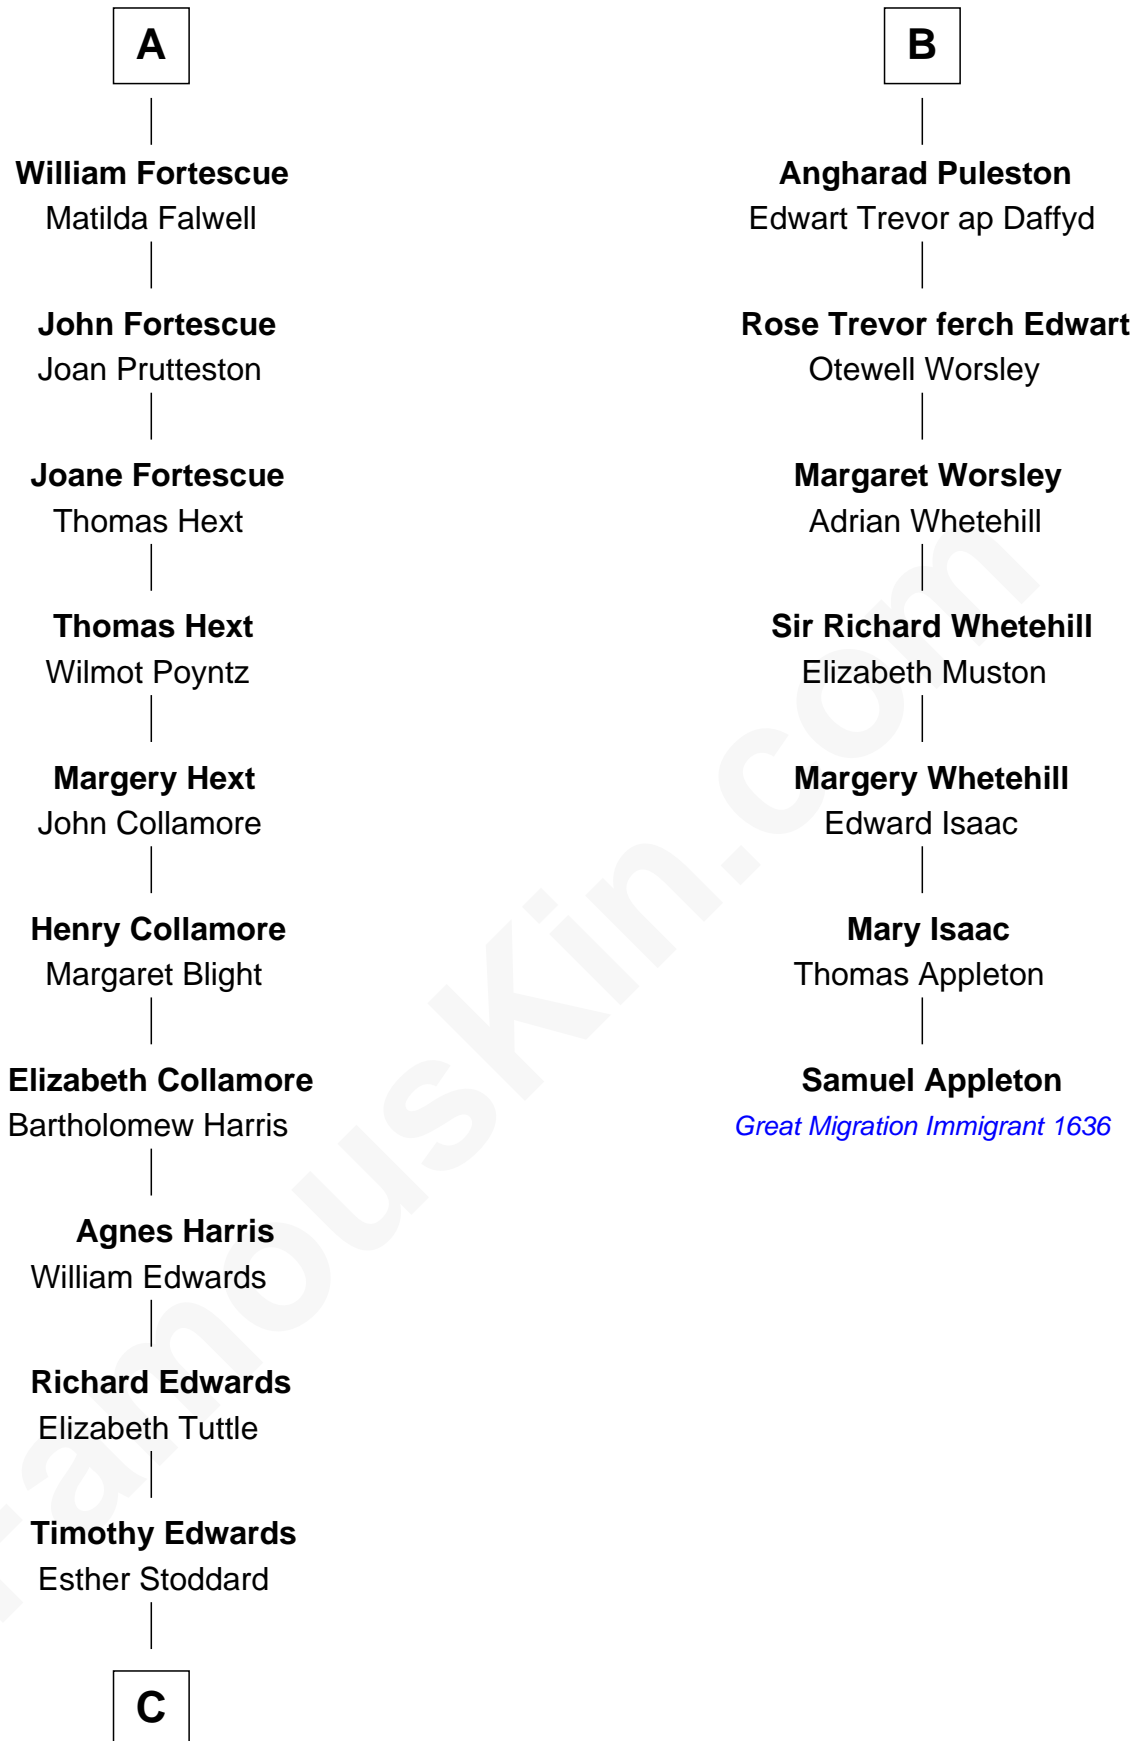 A
William Fortescue
Matilda Falwell
John Fortescue
Joan Prutteston
Joane Fortescue
Thomas Hext
Thomas Hext
Wilmot Poyntz
Margery Hext
John Collamore
Henry Collamore
Margaret Blight
Elizabeth Collamore
Bartholomew Harris
Agnes Harris
William Edwards
Richard Edwards
Elizabeth Tuttle
Timothy Edwards
Esther Stoddard
C
B
Angharad Puleston
Edwart Trevor ap Daffyd
Rose Trevor ferch Edwart
Otewell Worsley
Margaret Worsley
Adrian Whetehill
Sir Richard Whetehill
Elizabeth Muston
Margery Whetehill
Edward Isaac
Mary Isaac
Thomas Appleton
Samuel Appleton
Great Migration Immigrant 1636
FamousKin.com